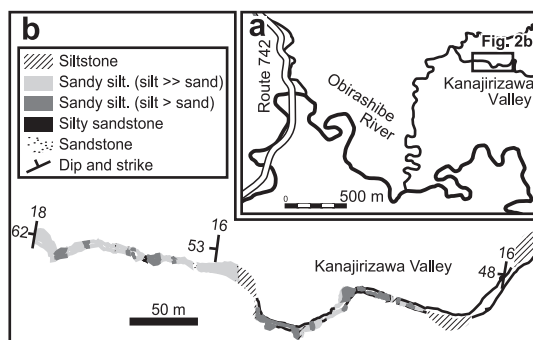 b
Siltstone
Sandy silt. (silt >> sand)
Sandy silt. (silt > sand)
Silty sandstone
Sandstone
Dip and strike
a
Route 742
Obirashibe
River
Fig. 2b
Kanajirizawa
Valley
0
500 m
18
62
16
53
Kanajirizawa Valley
16
48
50 m